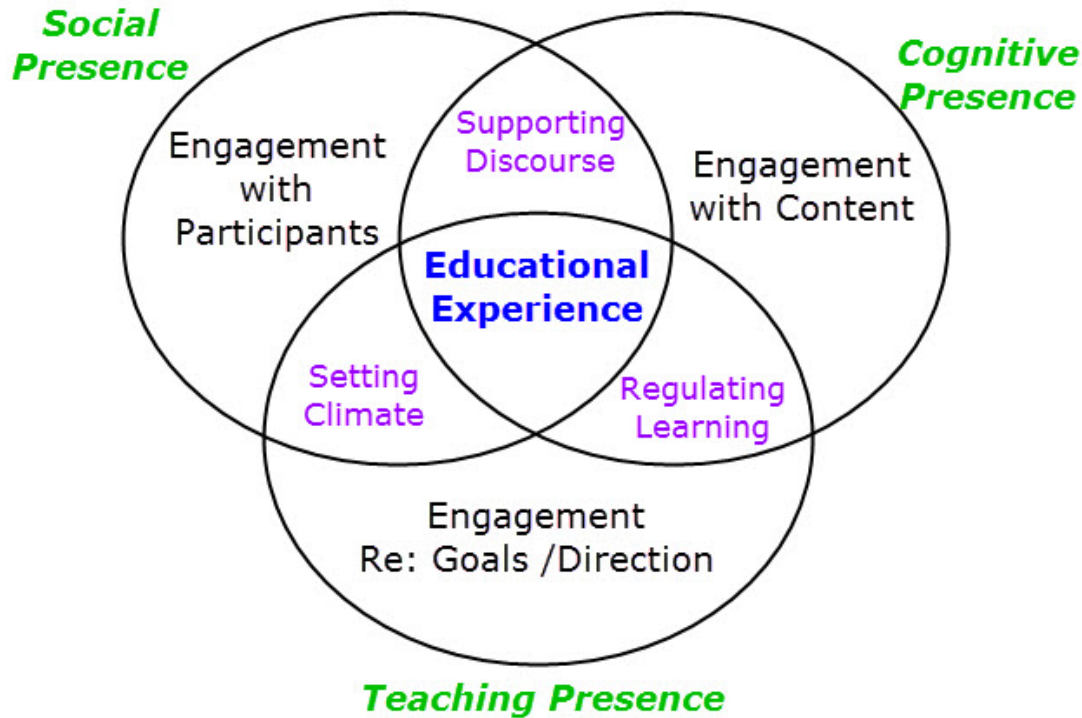 Social
Presence
Cognitive
Presence
Engagement
with
Participants
Supporting
Discourse
Engagement
with Content
Educational
Experience
Setting
Climate
Regulating
Learning
Engagement
Re: Goals /Direction
Teaching Presence